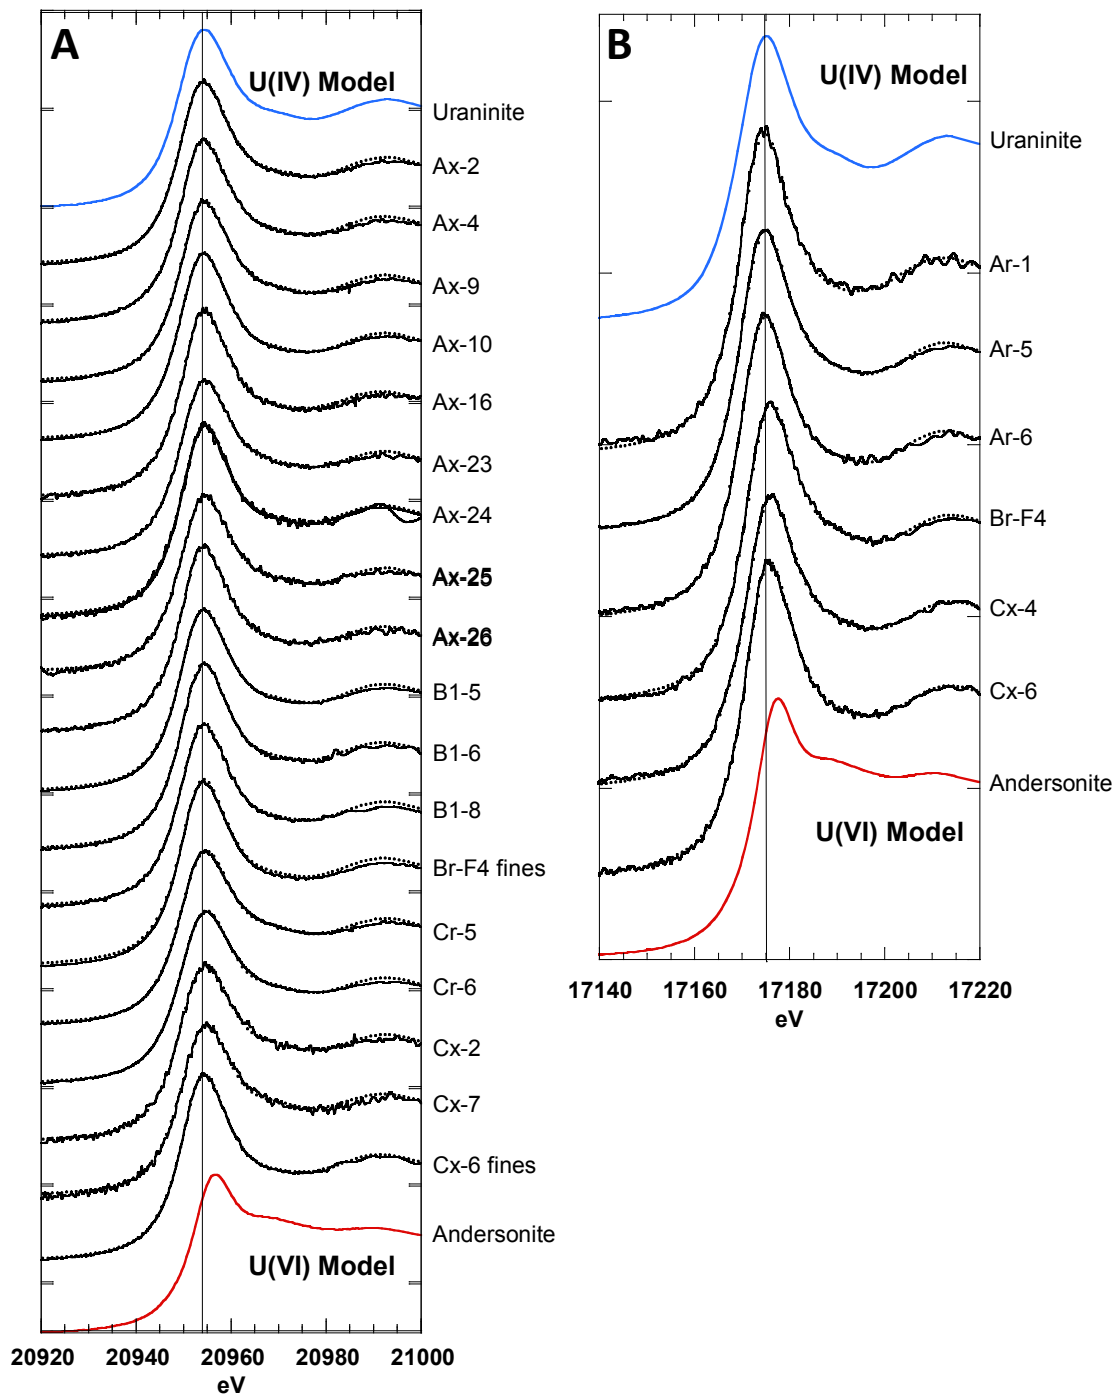 A
U(IV) Model
Uraninite
Ax-2
Ax-4
Ax-9
Ax-10
Ax-16
Ax-23
Ax-24
Ax-25
Ax-26
B1-5
B1-6
B1-8
Br-F4 fines
Cr-5
Cr-6
Cx-2
Cx-7
Cx-6 fines
Andersonite
U(VI) Model
20920 20940 20960 20980 21000
eV
B
U(IV) Model
Uraninite
Ar-1
Ar-5
Ar-6
Br-F4
Cx-4
Cx-6
Andersonite
U(VI) Model
17140 17160 17180 17200 17220
eV